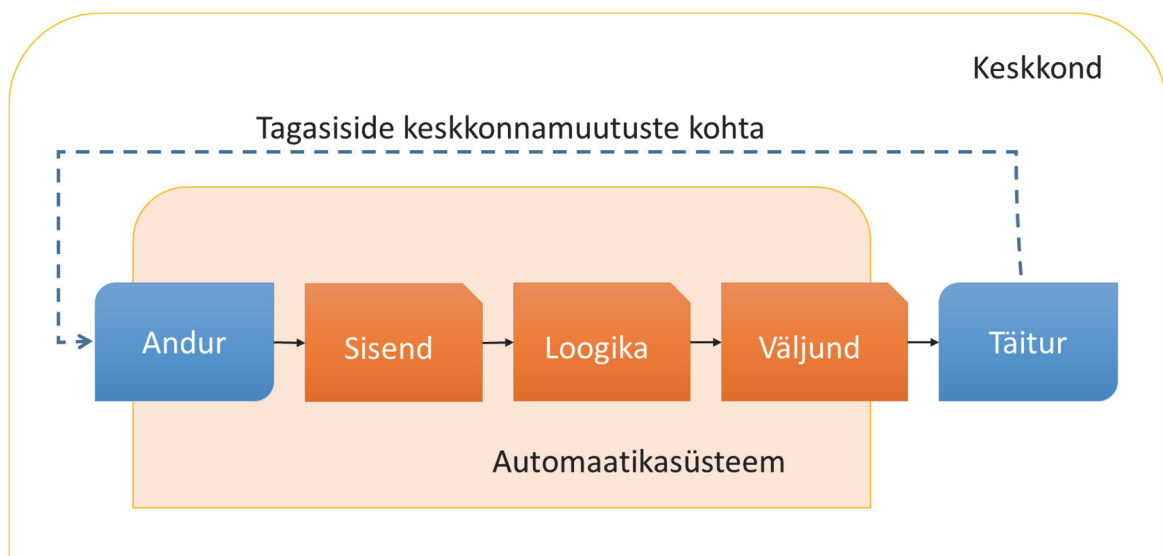 Keskkond
Tagasiside keskkonnamuutuste kohta
Andur
Sisend
Loogika
Väljund
Täitur
Automaatikasüsteem